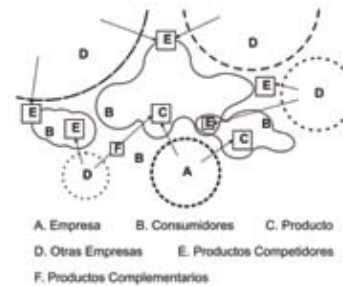 D
E
D
E
D
E
B
C
E
B
E
B
C
F
B
D
A
A. Empresa B. Consumidores C. Producto
D. Otras Empresas E. Productos Competidores
F. Productos Complementarios